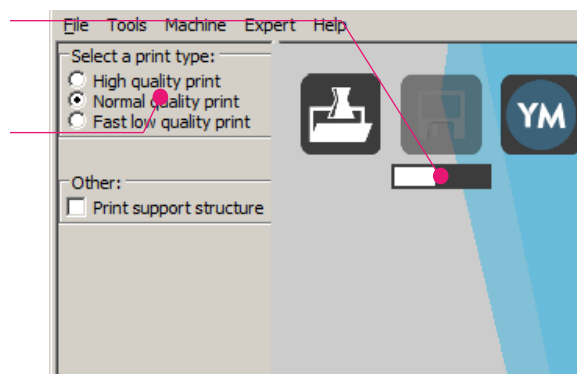 File Tools Machine Expert Help
Select a print type:
High quality print
Normal quality print
Fast low quality print
Other:
Print support structure
YM